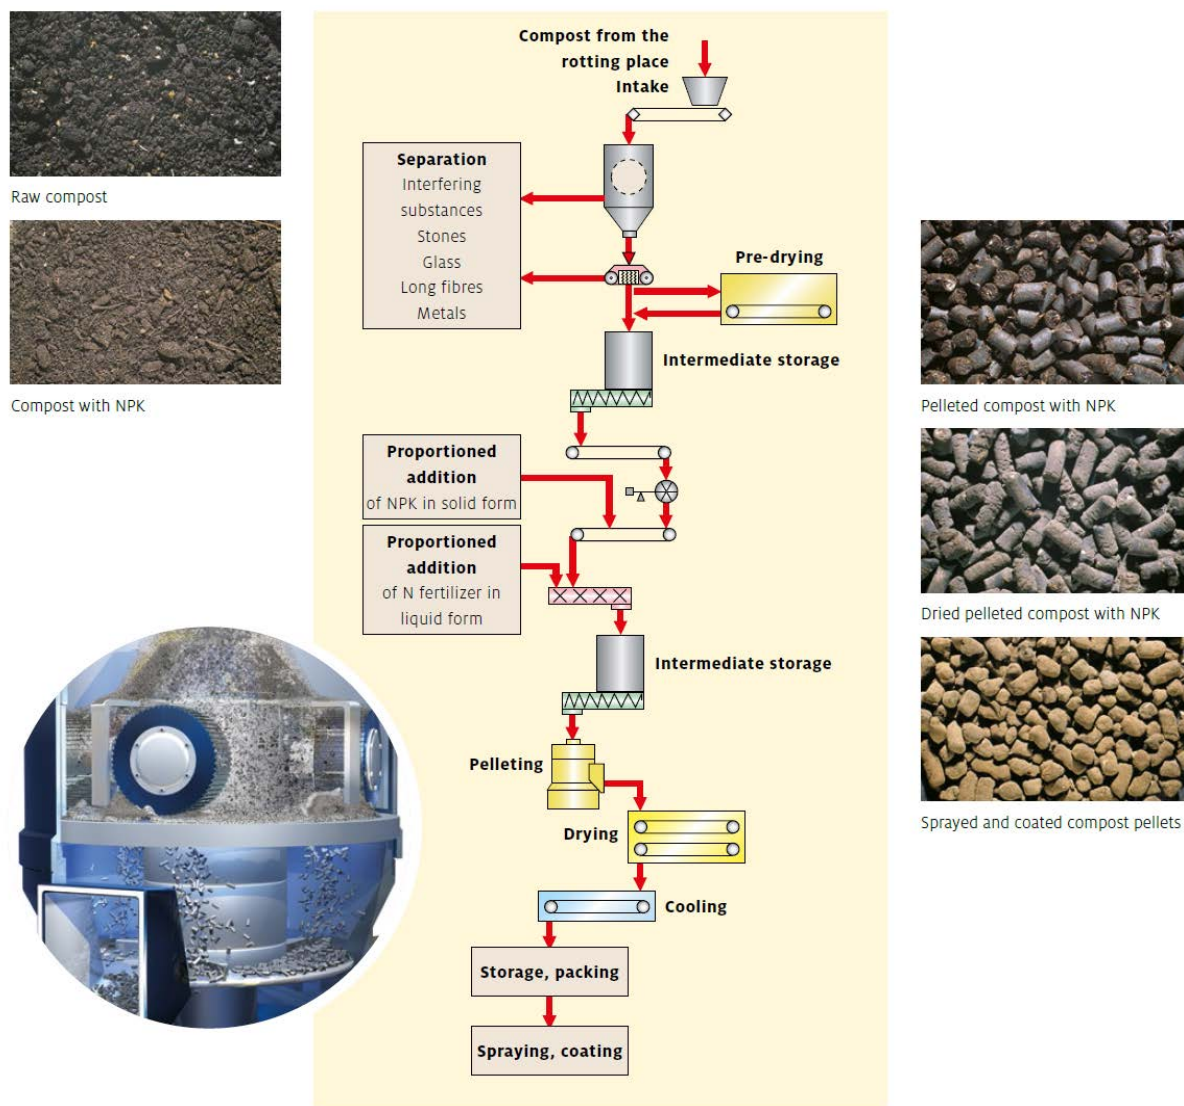 Raw compost
Compost with NPK
Compost from the
rotting place
Intake
Separation
Interfering
substances
Stones
Glass
Long fibres
Metals
Pre-drying
Intermediate storage
Proportioned
addition
of NPK in solid form
Proportioned
addition
of N fertilizer in
liquid form
Intermediate storage
Pelleting
Drying
Cooling
Storage, packing
Spraying, coating
Pelleted compost with NPK
Dried pelleted compost with NPK
Sprayed and coated compost pellets